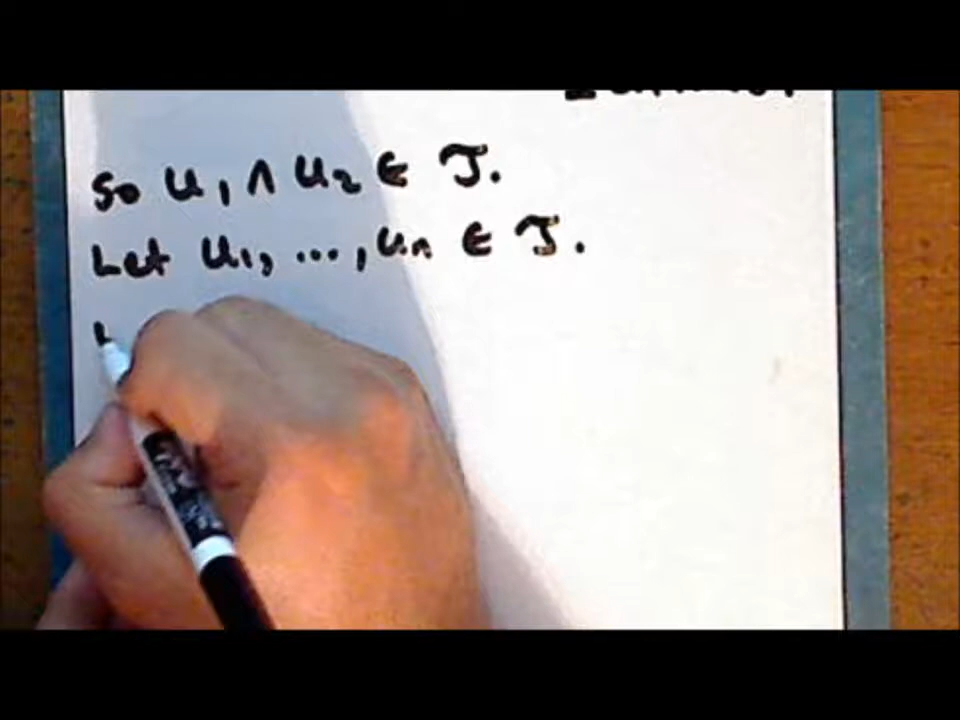 So U₁ ∩ U₂ ∈ 𝒯.
Let U₁, ..., Uₙ ∈ 𝒯.